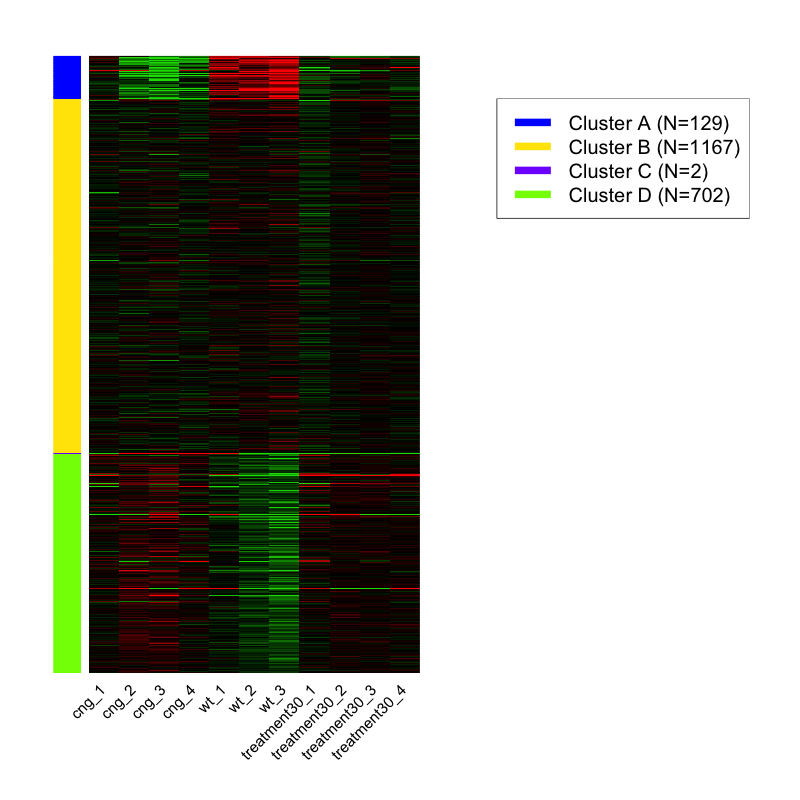 Cluster A (N=129)
Cluster B (N=1167)
Cluster C (N=2)
Cluster D (N=702)
cng_1
cng_2
cng_3
cng_4
wt_1
wt_2
wt_3
treatment30_1
treatment30_2
treatment30_3
treatment30_4